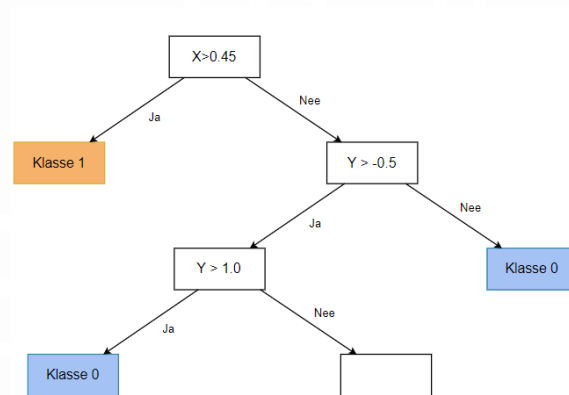 X>0.45
Ja
Nee
Klasse 1
Y > -0.5
Ja
Nee
Y > 1.0
Klasse 0
Ja
Nee
Klasse 0